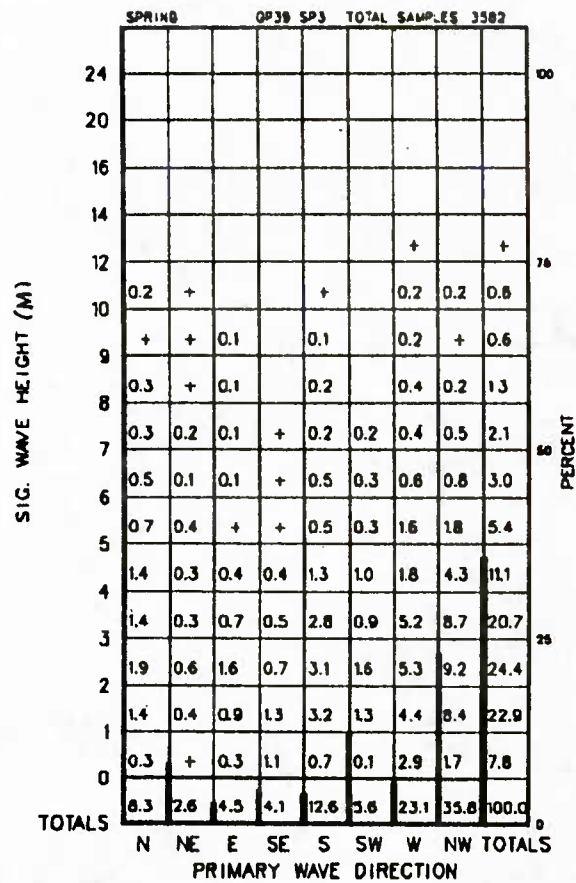 SPRING GP39 SP3 TOTAL SAMPLES 3582
24 100
20
16
14
+ +
12 75
0.2 + + 0.2 0.2 0.8
10
+ + 0.1 0.1 0.2 + 0.6
9
0.3 + 0.1 0.2 0.4 0.2 1.3
8
0.3 0.2 0.1 + 0.2 0.2 0.4 0.5 2.1
7 50
0.5 0.1 0.1 + 0.5 0.3 0.8 0.8 3.0
6
0.7 0.4 + + 0.5 0.3 1.6 1.8 5.4
5
1.4 0.3 0.4 0.4 1.3 1.0 1.8 4.3 11.1
4
1.4 0.3 0.7 0.5 2.8 0.9 5.2 8.7 20.7
3 25
1.9 0.6 1.6 0.7 3.1 1.6 5.3 9.2 24.4
2
1.4 0.4 0.9 1.3 3.2 1.3 4.4 8.4 22.9
1
0.3 + 0.3 1.1 0.7 0.1 2.9 1.7 7.8
0
TOTALS 8.3 2.6 4.5 4.1 12.6 5.6 23.1 35.8 100.0 0
N NE E SE S SW W NW TOTALS
PRIMARY WAVE DIRECTION
SIG. WAVE HEIGHT (M)
PERCENT